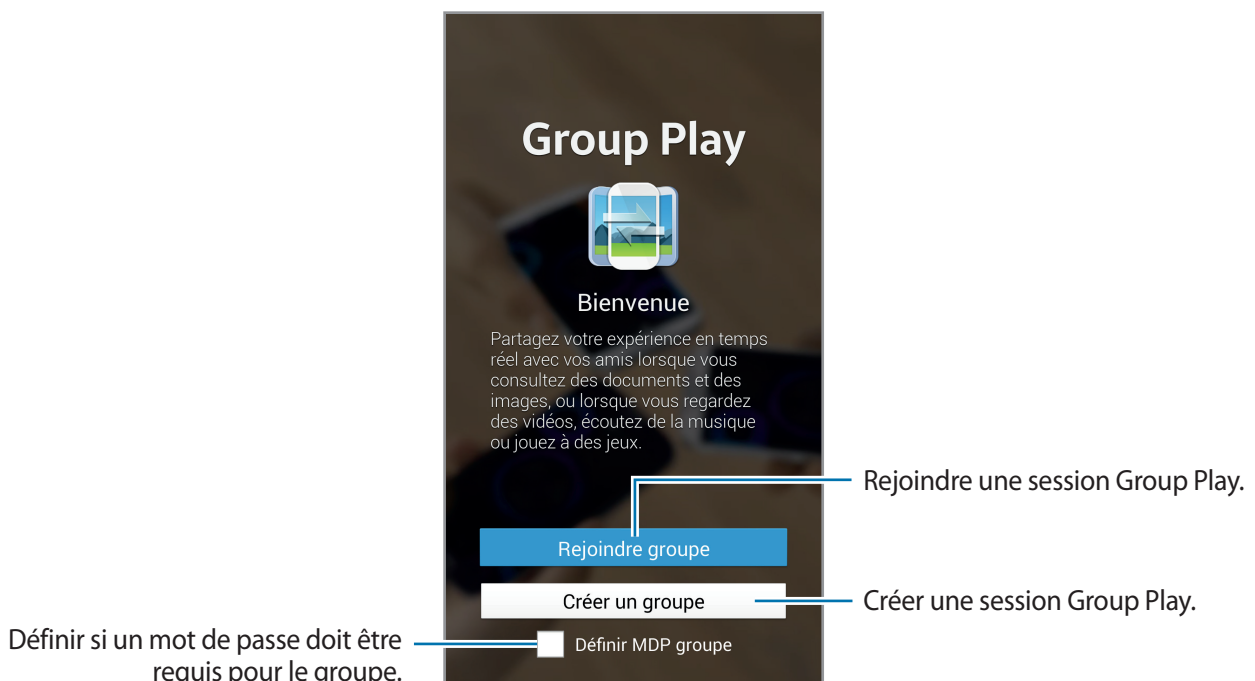 Group Play
Bienvenue
Partagez votre expérience en temps
réel avec vos amis lorsque vous
consultez des documents et des
images, ou lorsque vous regardez
des vidéos, écoutez de la musique
ou jouez à des jeux.
Rejoindre une session Group Play.
Rejoindre groupe
Créer un groupe
Créer une session Group Play.
Définir si un mot de passe doit être
requis pour le groupe.
Définir MDP groupe